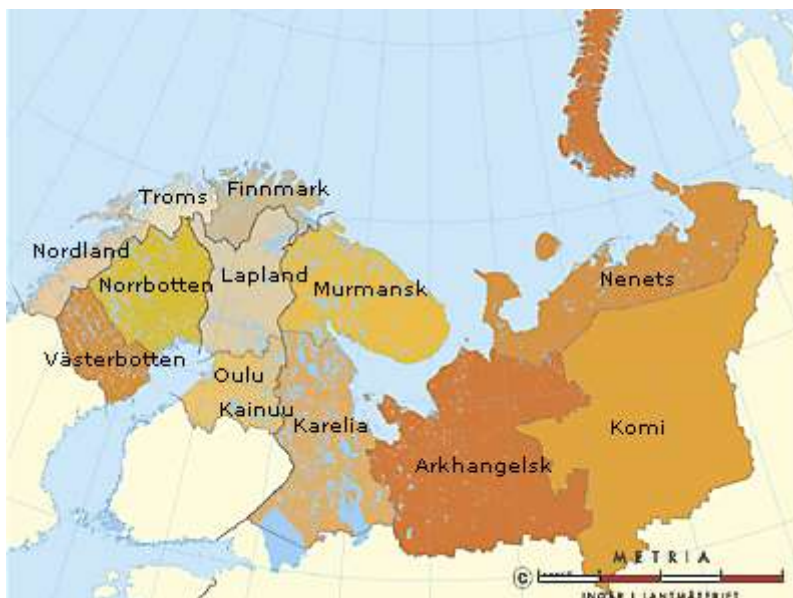 Troms
Finnmark
Nordland
Norrbotten
Lapland
Murmansk
Nenets
Västerbotten
Oulu
Kainuu
Karelia
Arkhangelsk
Komi
METRIA
©